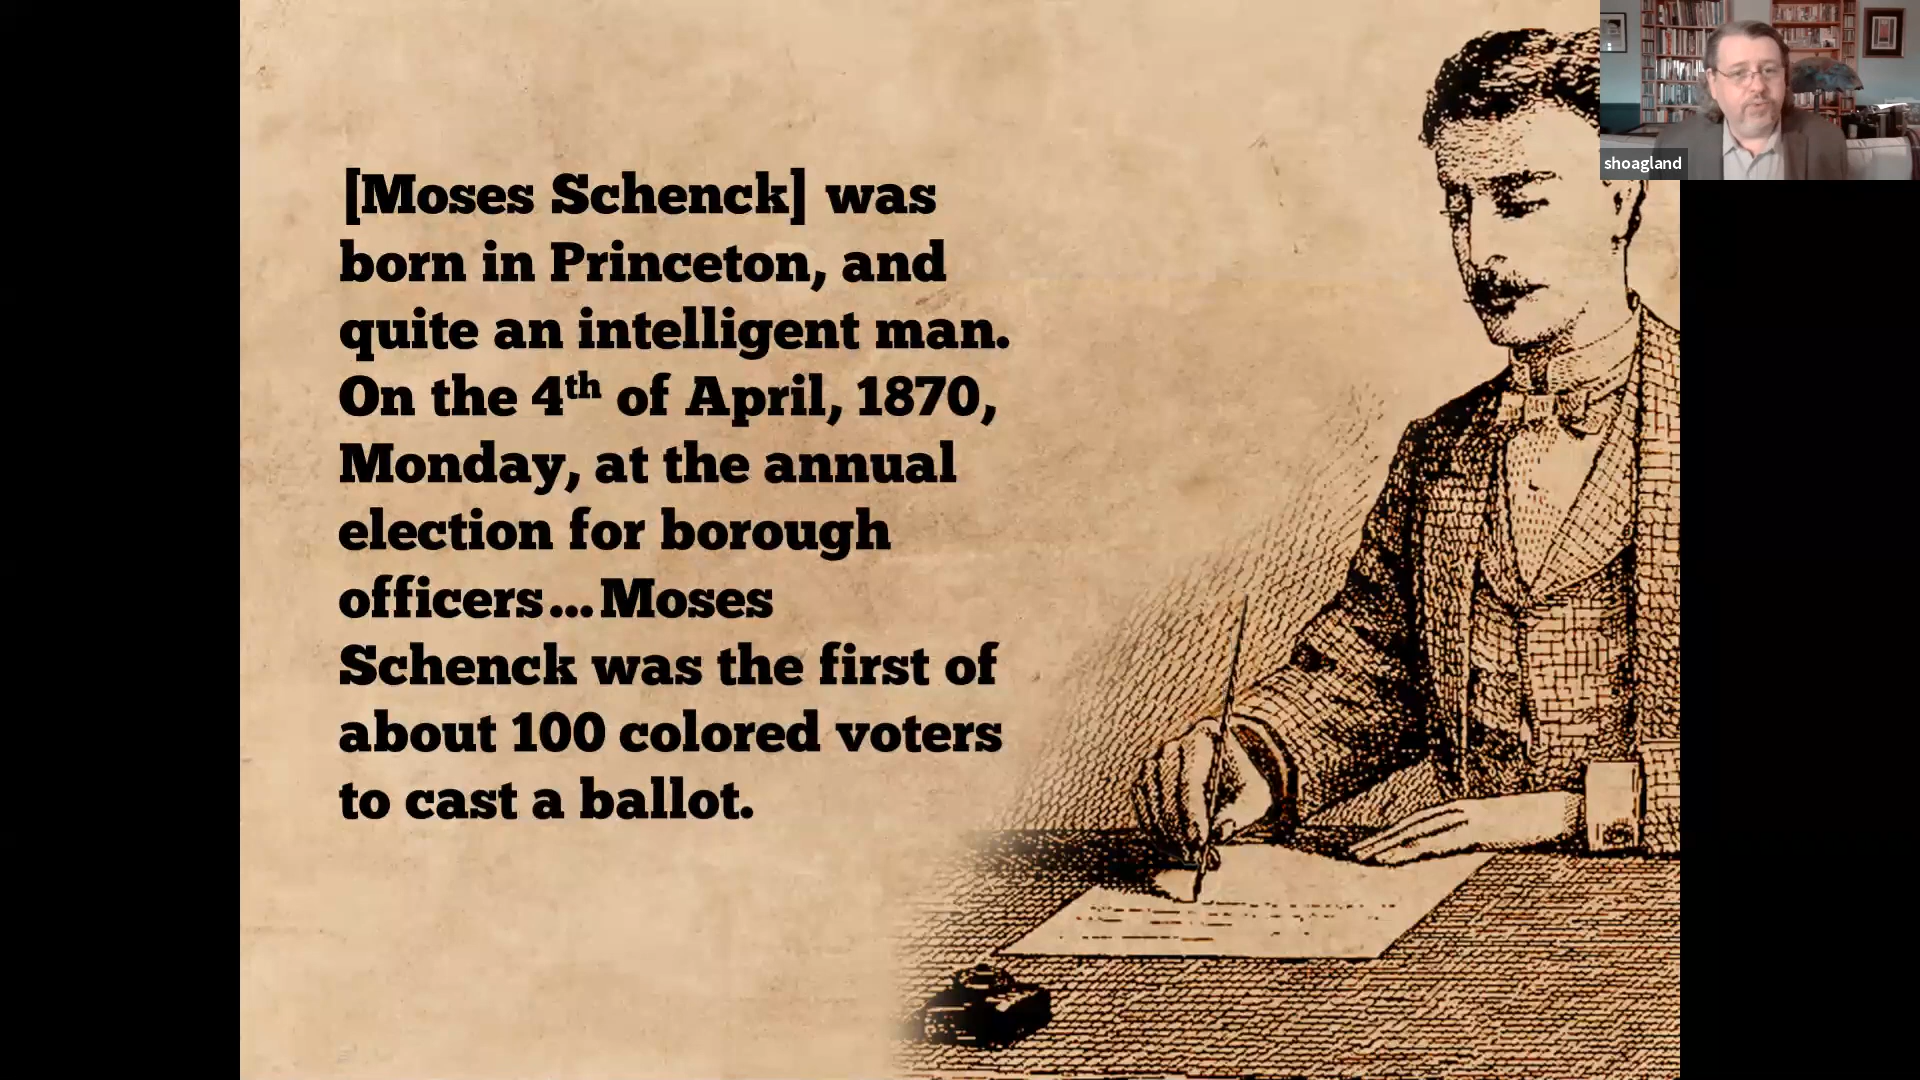 [Moses Schenck] was
born in Princeton, and
quite an intelligent man.
On the 4th of April, 1870,
Monday, at the annual
election for borough
officers…Moses
Schenck was the first of
about 100 colored voters
to cast a ballot.
shoagland